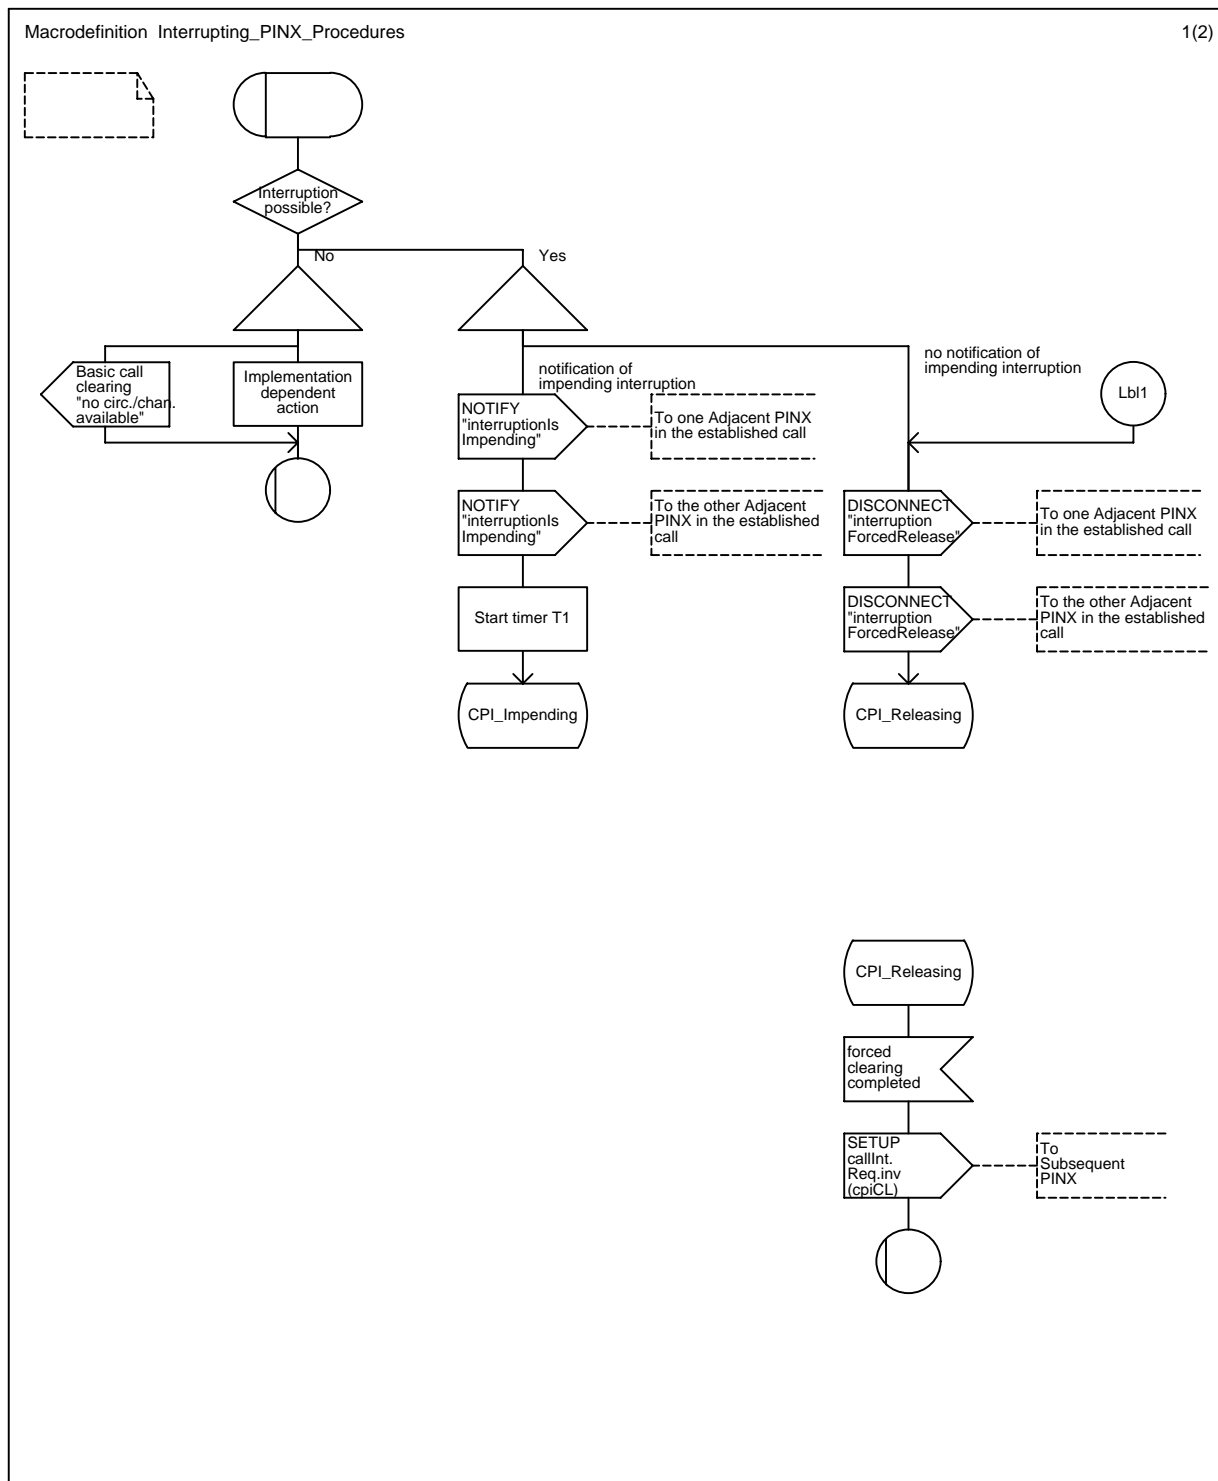 Macrodefinition Interrupting_PINX_Procedures
1(2)
Interruption
possible?
No
Yes
Basic call
clearing
"no circ./chan.
available"
Implementation
dependent
action
notification of
impending interruption
no notification of
impending interruption
Lbl1
NOTIFY
"interruptionIs
Impending"
To one Adjacent PINX
in the established call
NOTIFY
"interruptionIs
Impending"
To the other Adjacent
PINX in the established
call
DISCONNECT
"interruption
ForcedRelease"
To one Adjacent PINX
in the established call
Start timer T1
DISCONNECT
"interruption
ForcedRelease"
To the other Adjacent
PINX in the established
call
CPI_Impending
CPI_Releasing
CPI_Releasing
forced
clearing
completed
SETUP
callInt.
Req.inv
(cpiCL)
To
Subsequent
PINX